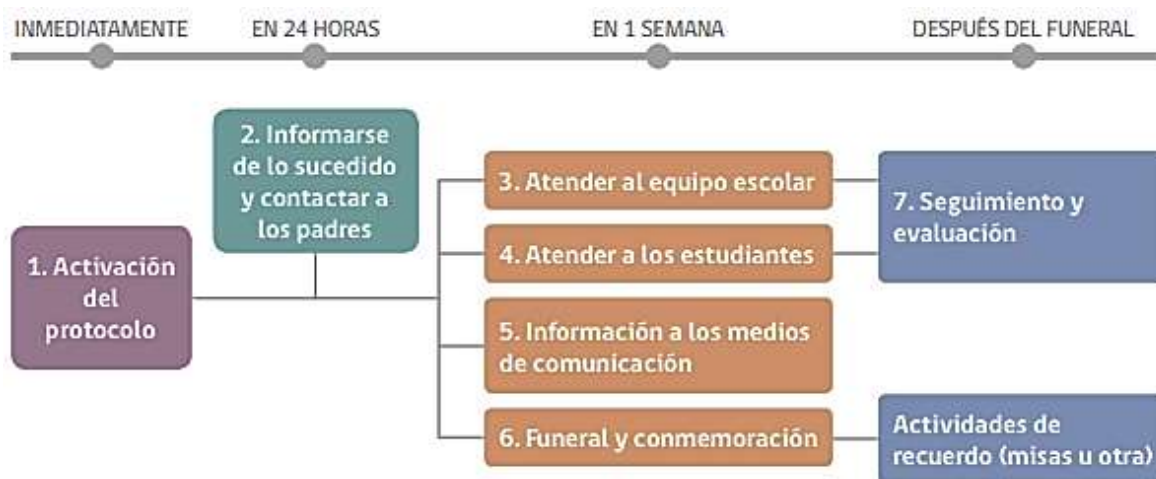 INMEDIATAMENTE
EN 24 HORAS
EN 1 SEMANA
DESPUÉS DEL FUNERAL
1. Activación
del
protocolo
2. Informarse
de lo sucedido
y contactar a
los padres
3. Atender al equipo escolar
4. Atender a los estudiantes
5. Información a los medios
de comunicación
6. Funeral y conmemoración
7. Seguimiento y
evaluación
Actividades de
recuerdo (misas u otra)